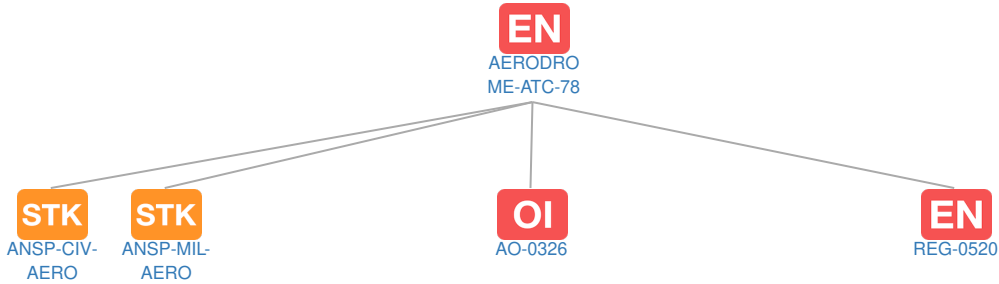 EN
AERODRO
ME-ATC-78
STK
ANSP-CIV-
AERO
STK
ANSP-MIL-
AERO
OI
AO-0326
EN
REG-0520